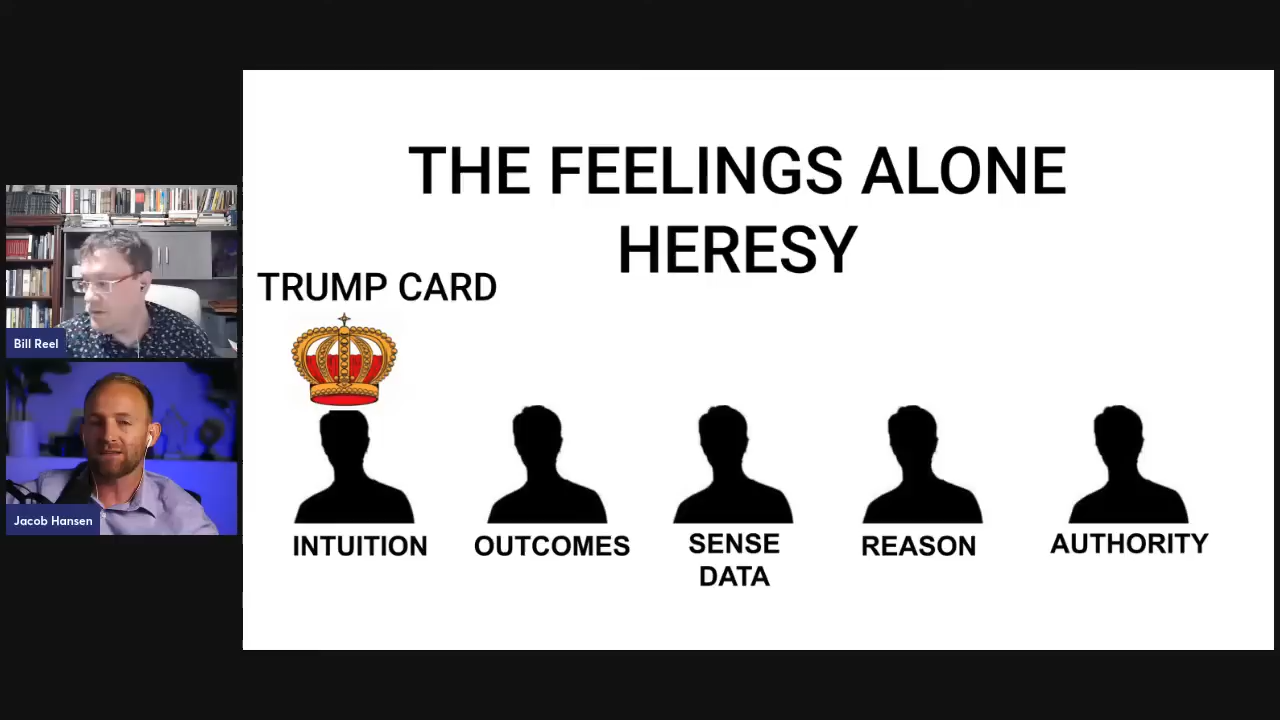 THE FEELINGS ALONE
HERESY
TRUMP CARD
Bill Reel
Jacob Hansen
INTUITION
OUTCOMES
SENSE
DATA
REASON
AUTHORITY